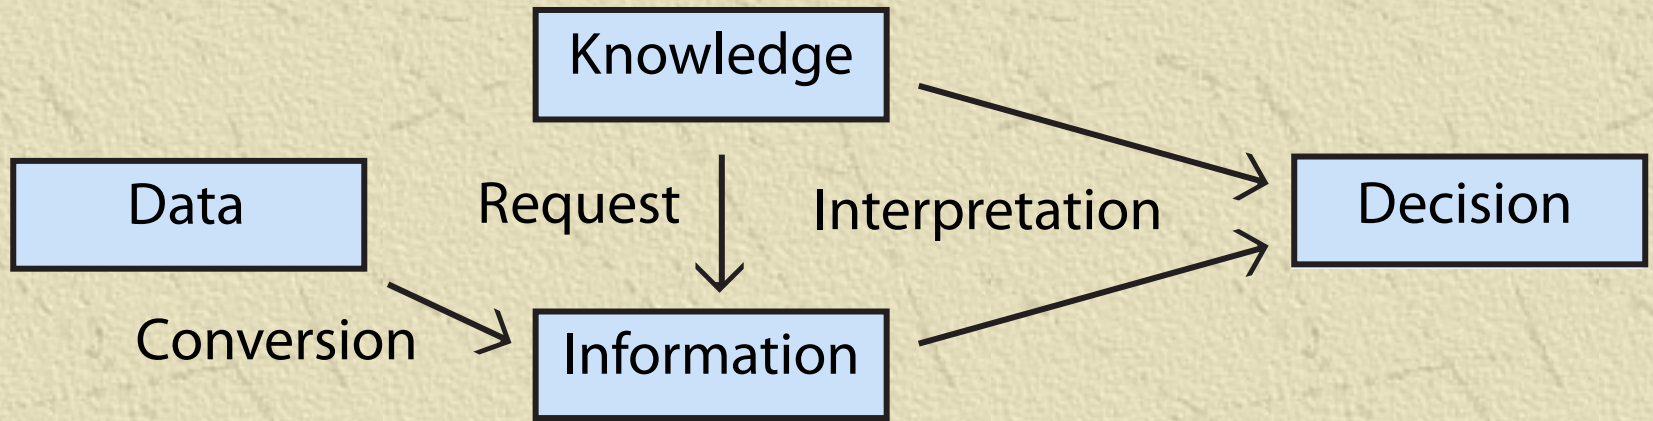 Knowledge
Data
Request
Interpretation
Decision
Conversion
Information